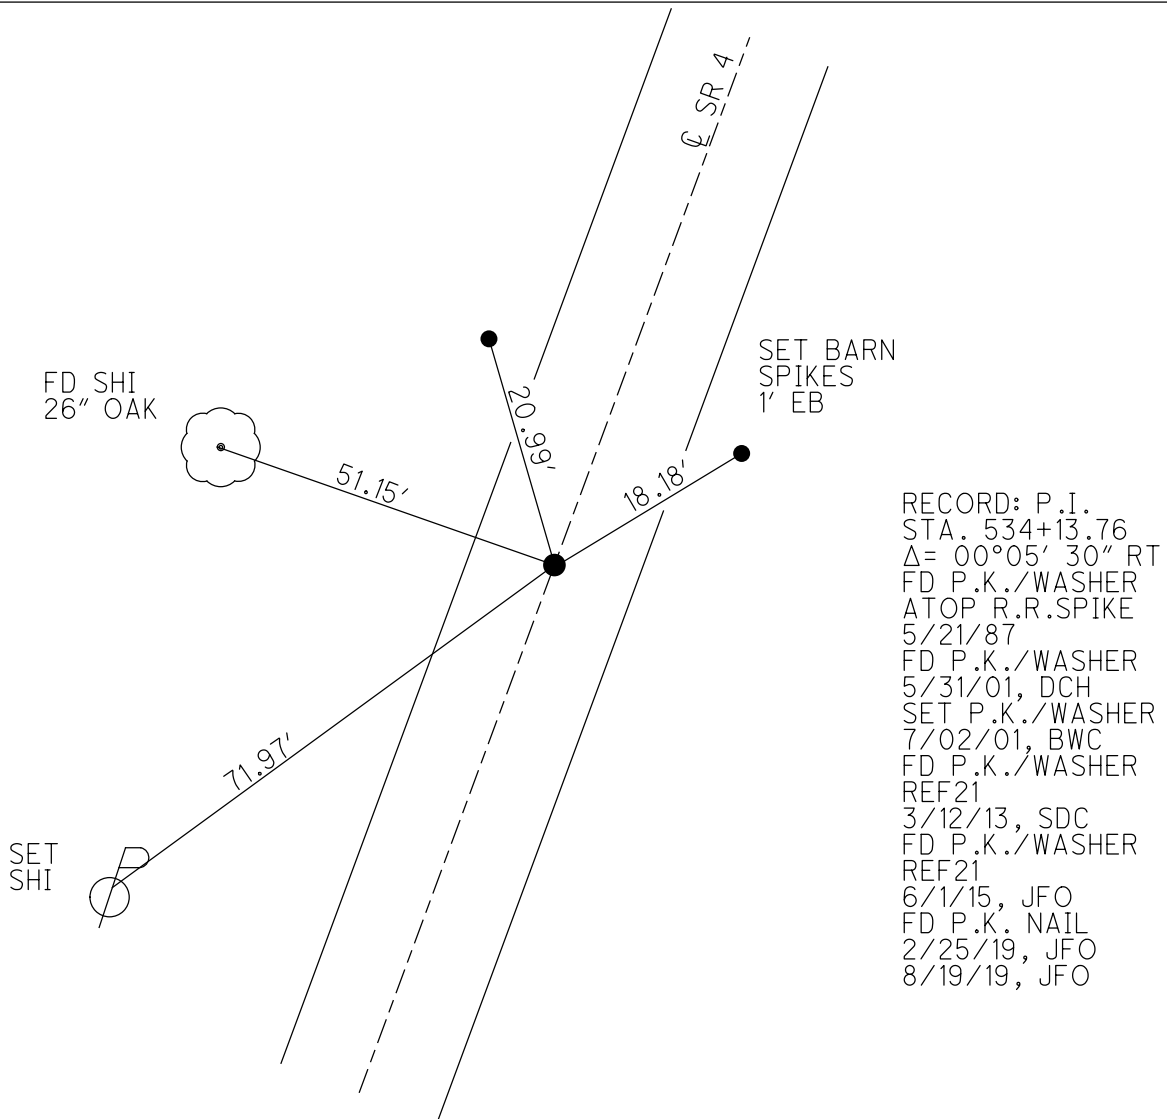 ℄ SR 4
SET BARN
SPIKES
1' EB
FD SHI
26" OAK
20.99'
51.15'
18.18'
RECORD: P.I.
STA. 534+13.76
Δ= 00°05' 30" RT
FD P.K./WASHER
ATOP R.R.SPIKE
5/21/87
FD P.K./WASHER
5/31/01, DCH
SET P.K./WASHER
7/02/01, BWC
FD P.K./WASHER
REF21
3/12/13, SDC
FD P.K./WASHER
REF21
6/1/15, JFO
FD P.K. NAIL
2/25/19, JFO
8/19/19, JFO
71.97'
SET
SHI
P